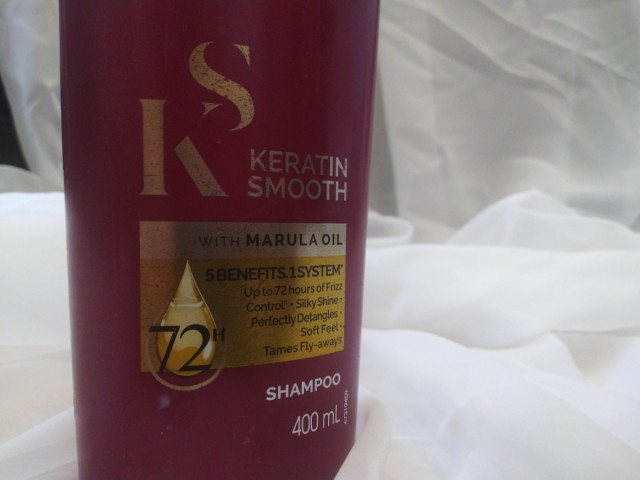 KS
KERATIN
SMOOTH
WITH MARULA OIL
5 BENEFITS, 1 SYSTEM*
Up to 72 hours of Frizz
Control* • Silky Shine •
Perfectly Detangles •
Soft Feel •
Tames Fly-aways
72H
SHAMPOO
400 mL